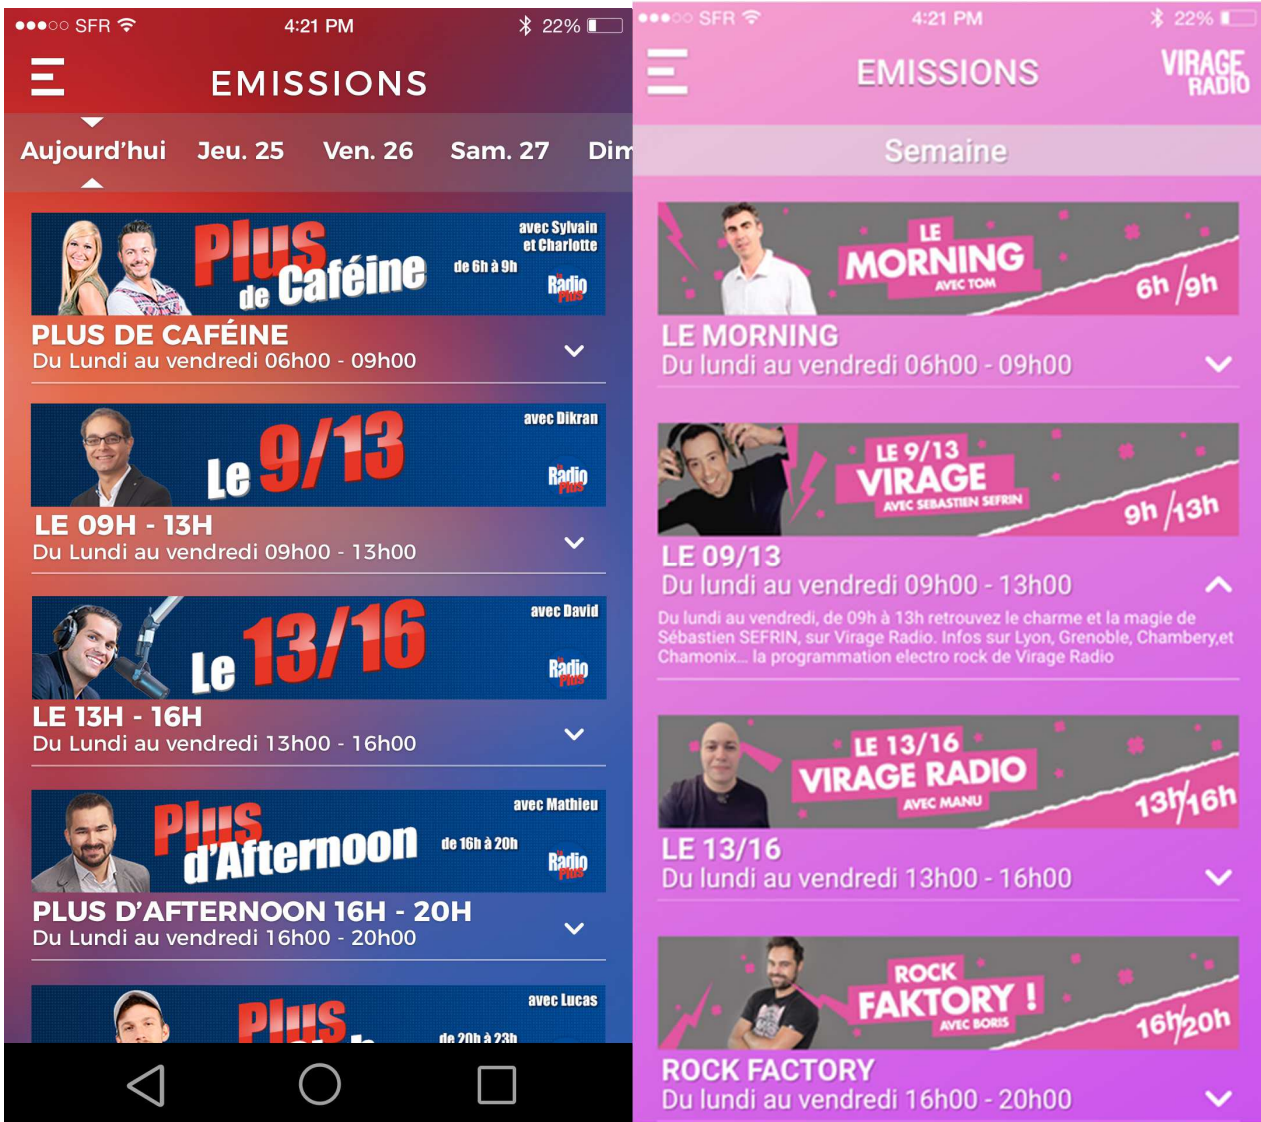 SFR
4:21 PM
22%
EMISSIONS
Aujourd'hui
Jeu. 25
Ven. 26
Sam. 27
Dim
Plus
de Caféine
de 6h à 9h
avec Sylvain
et Charlotte
La Radio
Plus
PLUS DE CAFÉINE
Du Lundi au vendredi 06h00 - 09h00
Le 9/13
avec Dikran
La Radio
Plus
LE 09H - 13H
Du Lundi au vendredi 09h00 - 13h00
Le 13/16
avec David
La Radio
Plus
LE 13H - 16H
Du Lundi au vendredi 13h00 - 16h00
Plus
d'Afternoon
de 16h à 20h
avec Mathieu
La Radio
Plus
PLUS D'AFTERNOON 16H - 20H
Du Lundi au vendredi 16h00 - 20h00
Plus
de 20h à 23h
avec Lucas
SFR
4:21 PM
22%
EMISSIONS
VIRAGE
RADIO
Semaine
LE
MORNING
AVEC TOM
6h/9h
LE MORNING
Du lundi au vendredi 06h00 - 09h00
LE 9/13
VIRAGE
AVEC SEBASTIEN SEFRIN
9h/13h
LE 09/13
Du lundi au vendredi 09h00 - 13h00
Du lundi au vendredi, de 09h à 13h retrouvez le charme et la magie de
Sébastien SEFRIN, sur Virage Radio. Infos sur Lyon, Grenoble, Chambery,et
Chamonix... la programmation electro rock de Virage Radio
LE 13/16
VIRAGE RADIO
AVEC MANU
13h/16h
LE 13/16
Du lundi au vendredi 13h00 - 16h00
ROCK
FAKTORY !
AVEC BORIS
16h/20h
ROCK FACTORY
Du lundi au vendredi 16h00 - 20h00